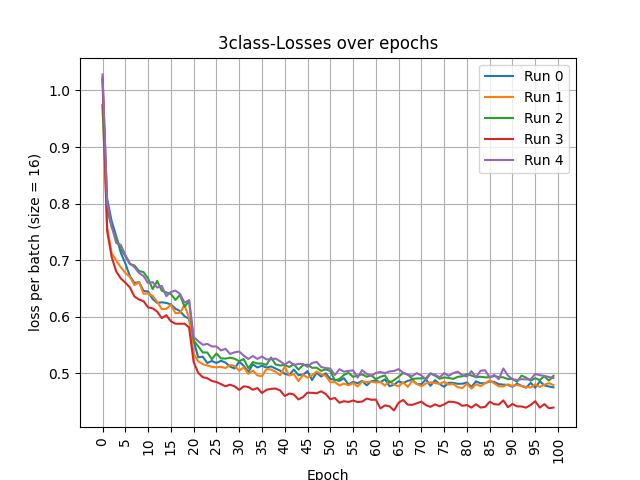 3class-Losses over epochs
Run 0
Run 1
Run 2
Run 3
Run 4
loss per batch (size = 16)
1.0
0.9
0.8
0.7
0.6
0.5
0 5 10 15 20 25 30 35 40 45 50 55 60 65 70 75 80 85 90 95 100
Epoch